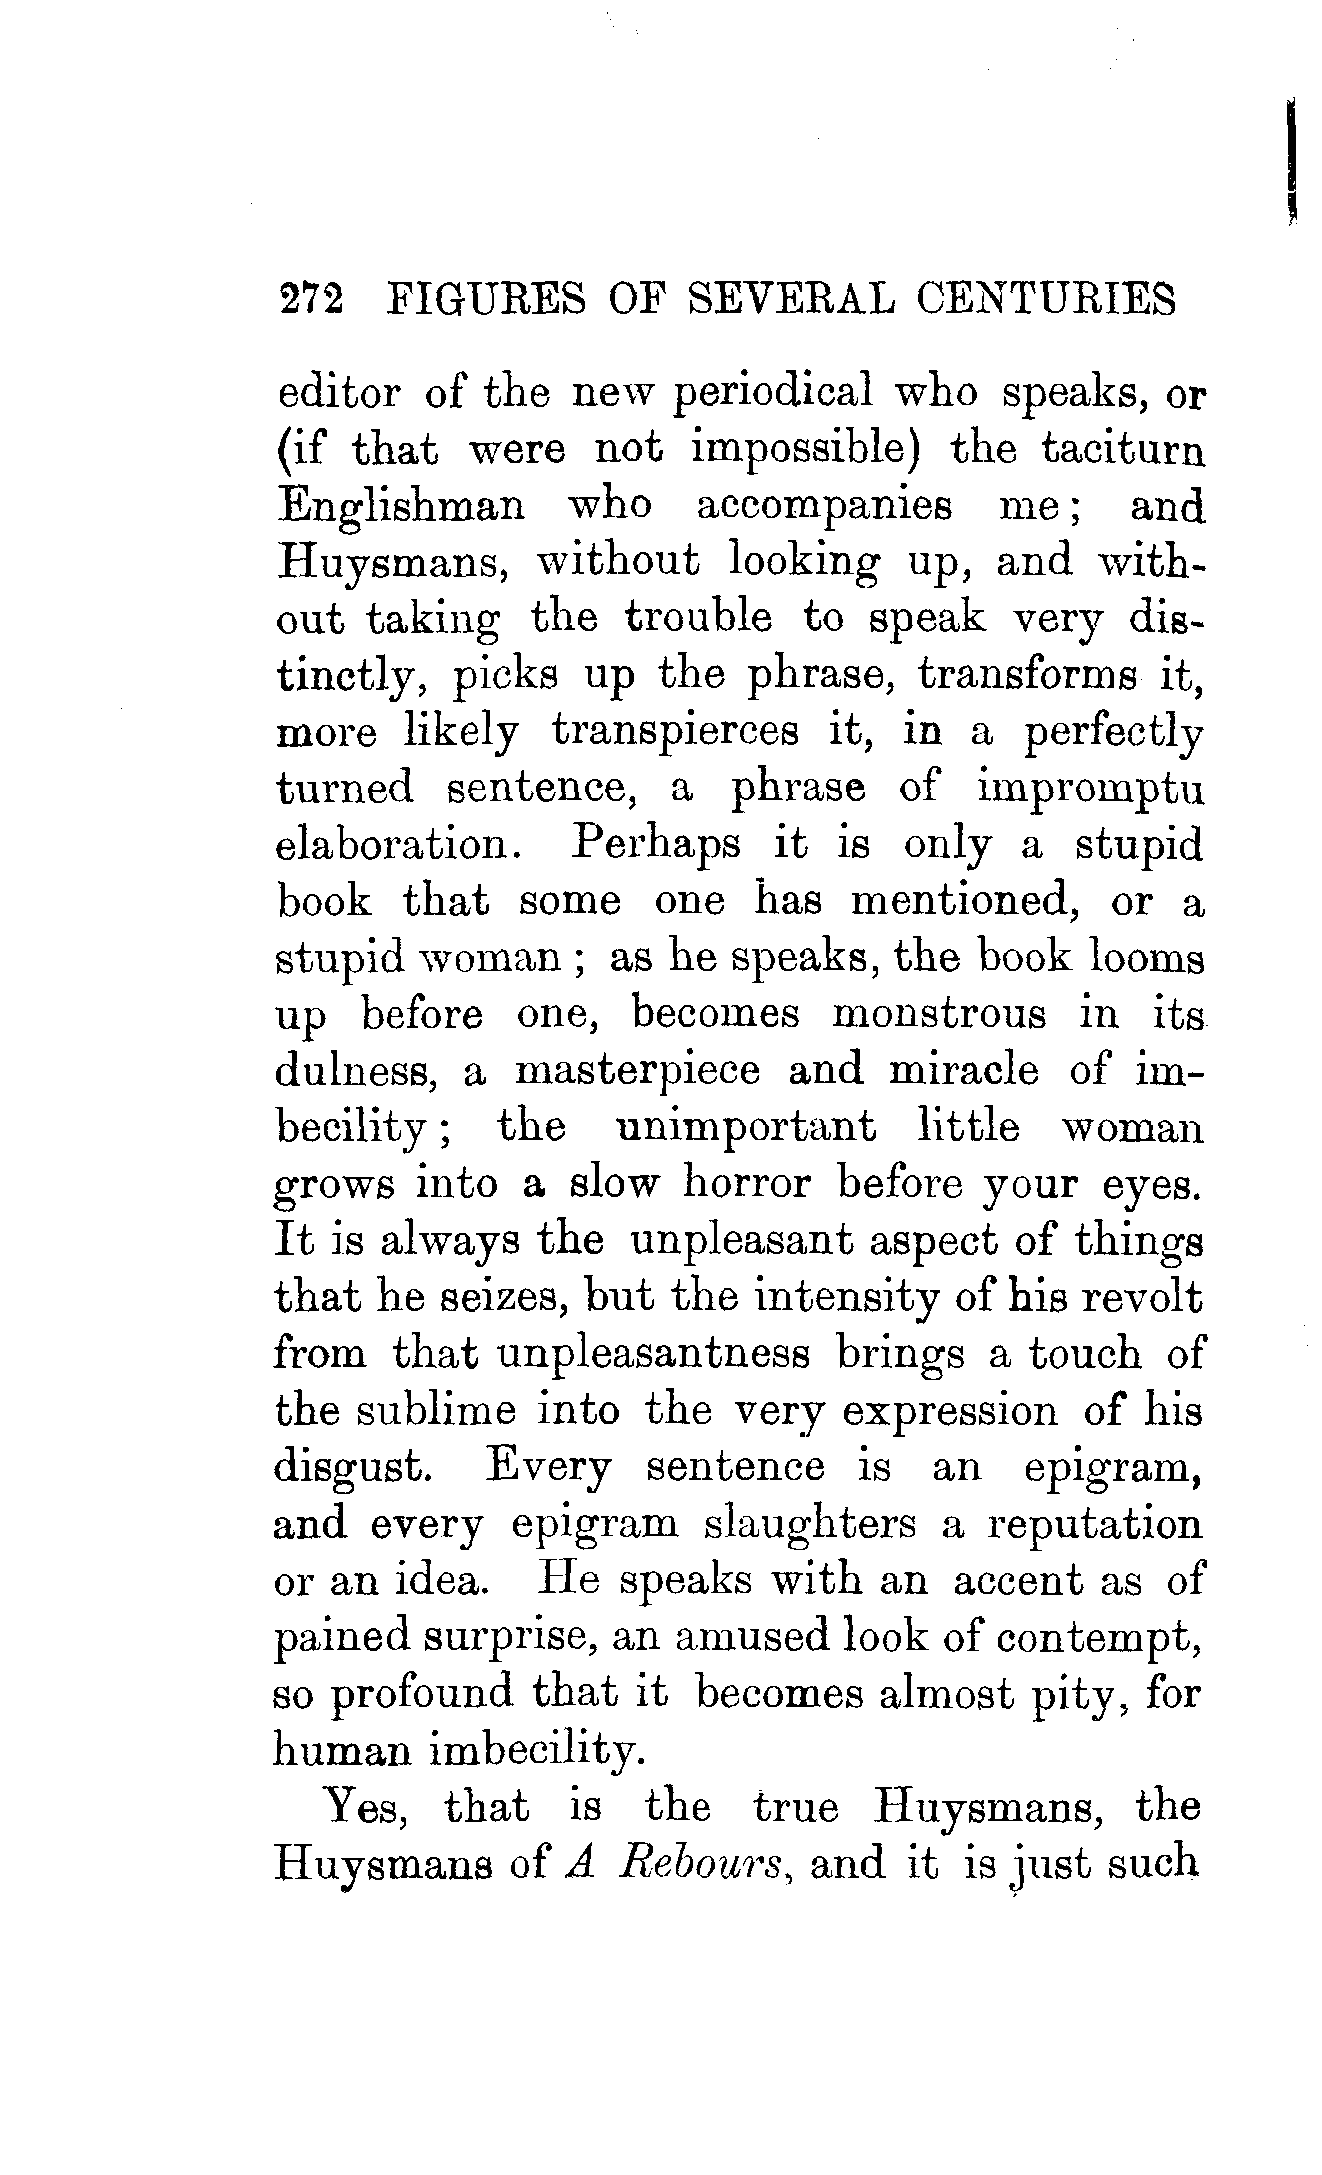 272 FIGURES OF SEVERAL CENTURIES
editor of the new periodical who speaks, or
(if that were not impossible) the taciturn
Englishman who accompanies me; and
Huysmans, without looking up, and with-
out taking the trouble to speak very dis-
tinctly, picks up the phrase, transforms it,
more likely transpierces it, in a perfectly
turned sentence, a phrase of impromptu
elaboration. Perhaps it is only a stupid
book that some one has mentioned, or a
stupid woman; as he speaks, the book looms
up before one, becomes monstrous in its
dulness, a masterpiece and miracle of im-
becility; the unimportant little woman
grows into a slow horror before your eyes.
It is always the unpleasant aspect of things
that he seizes, but the intensity of his revolt
from that unpleasantness brings a touch of
the sublime into the very expression of his
disgust. Every sentence is an epigram,
and every epigram slaughters a reputation
or an idea. He speaks with an accent as of
pained surprise, an amused look of contempt,
so profound that it becomes almost pity, for
human imbecility.
Yes, that is the true Huysmans, the
Huysmans of A Rebours, and it is just such